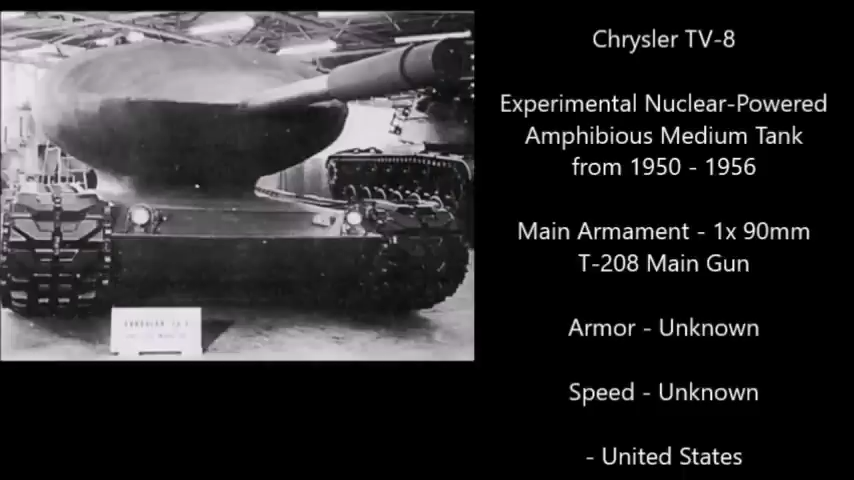 Chrysler TV-8
Experimental Nuclear-Powered
Amphibious Medium Tank
from 1950 - 1956
Main Armament - 1x 90mm
T-208 Main Gun
Armor - Unknown
Speed - Unknown
- United States